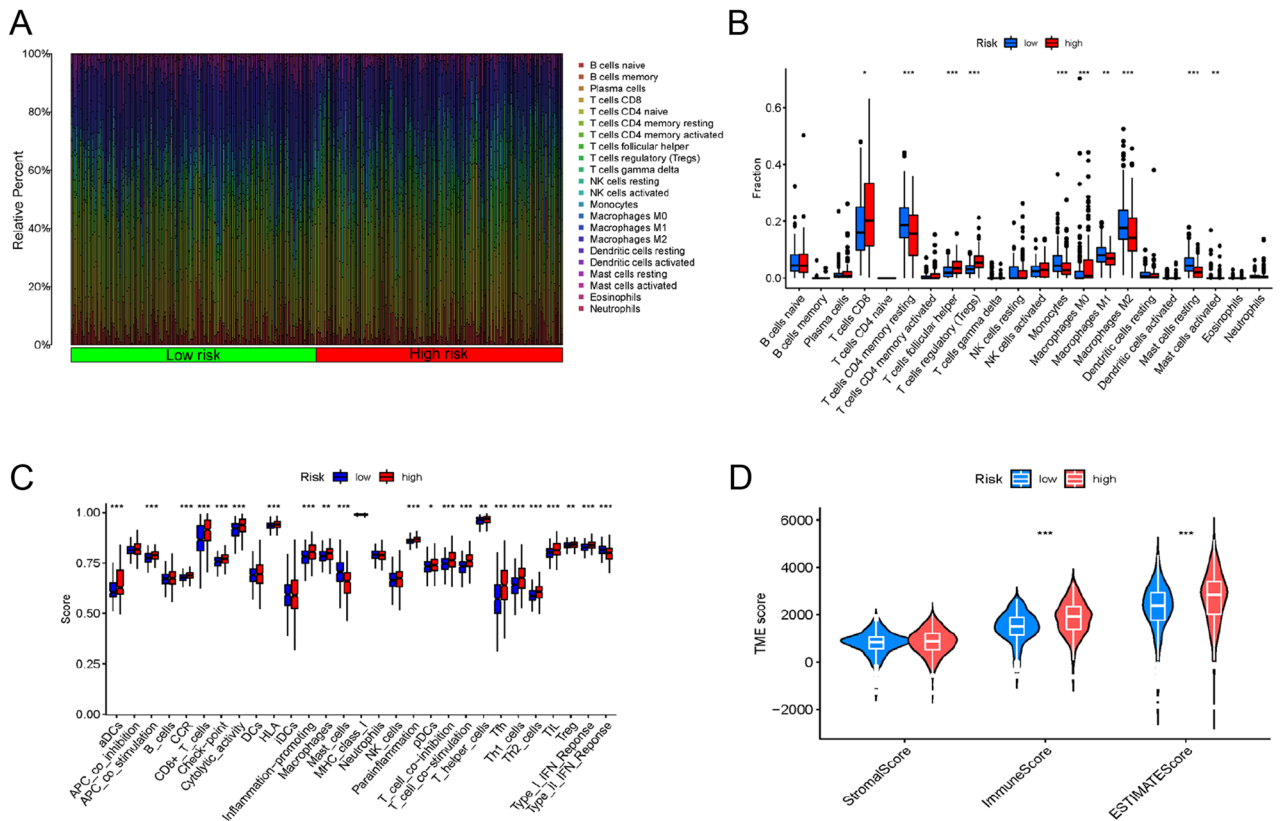 A
100%
80%
60%
40%
20%
0%
Relative Percent
Low risk
High risk
B cells naive
B cells memory
Plasma cells
T cells CD8
T cells CD4 naive
T cells CD4 memory resting
T cells CD4 memory activated
T cells follicular helper
T cells regulatory (Tregs)
T cells gamma delta
NK cells resting
NK cells activated
Monocytes
Macrophages M0
Macrophages M1
Macrophages M2
Dendritic cells resting
Dendritic cells activated
Mast cells resting
Mast cells activated
Eosinophils
Neutrophils
B
Risk low high
* *** *** *** *** *** ** *** *** **
0.6
0.4
0.2
0.0
Fraction
B cells naive
B cells memory
Plasma cells
T cells CD8
T cells CD4 naive
T cells CD4 memory resting
T cells CD4 memory activated
T cells follicular helper
T cells regulatory (Tregs)
T cells gamma delta
NK cells resting
NK cells activated
Monocytes
Macrophages M0
Macrophages M1
Macrophages M2
Dendritic cells resting
Dendritic cells activated
Mast cells resting
Mast cells activated
Eosinophils
Neutrophils
C
Risk low high
*** *** *** *** *** *** *** *** ** *** *** * *** *** ** *** *** *** *** ** *** ***
1.00
0.75
0.50
0.25
0.00
Score
aDCs
APC_co_inhibition
APC_co_stimulation
B_cells
CCR
CD8+_T_cells
Check-point
Cytolytic_activity
DCs
HLA
iDCs
Inflammation-promoting
Macrophages
Mast_cells
MHC_class_I
Neutrophils
NK_cells
Parainflammation
pDCs
T_cell_co-inhibition
T_cell_co-stimulation
T_helper_cells
Tfh
Th1_cells
Th2_cells
TIL
Treg
Type_I_IFN_Reponse
Type_II_IFN_Reponse
D
Risk low high
*** ***
6000
4000
2000
0
−2000
TME score
StromalScore
ImmuneScore
ESTIMATEScore